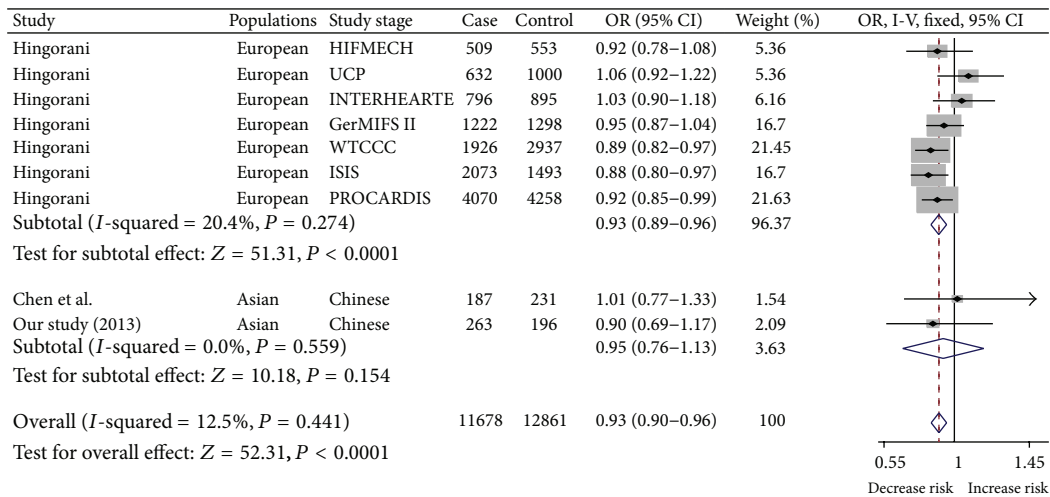 Study Populations Study stage Case Control OR (95% CI) Weight (%) OR, I-V, fixed, 95% CI
Hingorani European HIFMECH 509 553 0.92 (0.78−1.08) 5.36
Hingorani European UCP 632 1000 1.06 (0.92−1.22) 5.36
Hingorani European INTERHEARTE 796 895 1.03 (0.90−1.18) 6.16
Hingorani European GerMIFS II 1222 1298 0.95 (0.87−1.04) 16.7
Hingorani European WTCCC 1926 2937 0.89 (0.82−0.97) 21.45
Hingorani European ISIS 2073 1493 0.88 (0.80−0.97) 16.7
Hingorani European PROCARDIS 4070 4258 0.92 (0.85−0.99) 21.63
Subtotal (I-squared = 20.4%, P = 0.274) 0.93 (0.89−0.96) 96.37
Test for subtotal effect: Z = 51.31, P < 0.0001
Chen et al. Asian Chinese 187 231 1.01 (0.77−1.33) 1.54
Our study (2013) Asian Chinese 263 196 0.90 (0.69−1.17) 2.09
Subtotal (I-squared = 0.0%, P = 0.559) 0.95 (0.76−1.13) 3.63
Test for subtotal effect: Z = 10.18, P = 0.154
Overall (I-squared = 12.5%, P = 0.441) 11678 12861 0.93 (0.90−0.96) 100
Test for overall effect: Z = 52.31, P < 0.0001
0.55 1 1.45
Decrease risk Increase risk